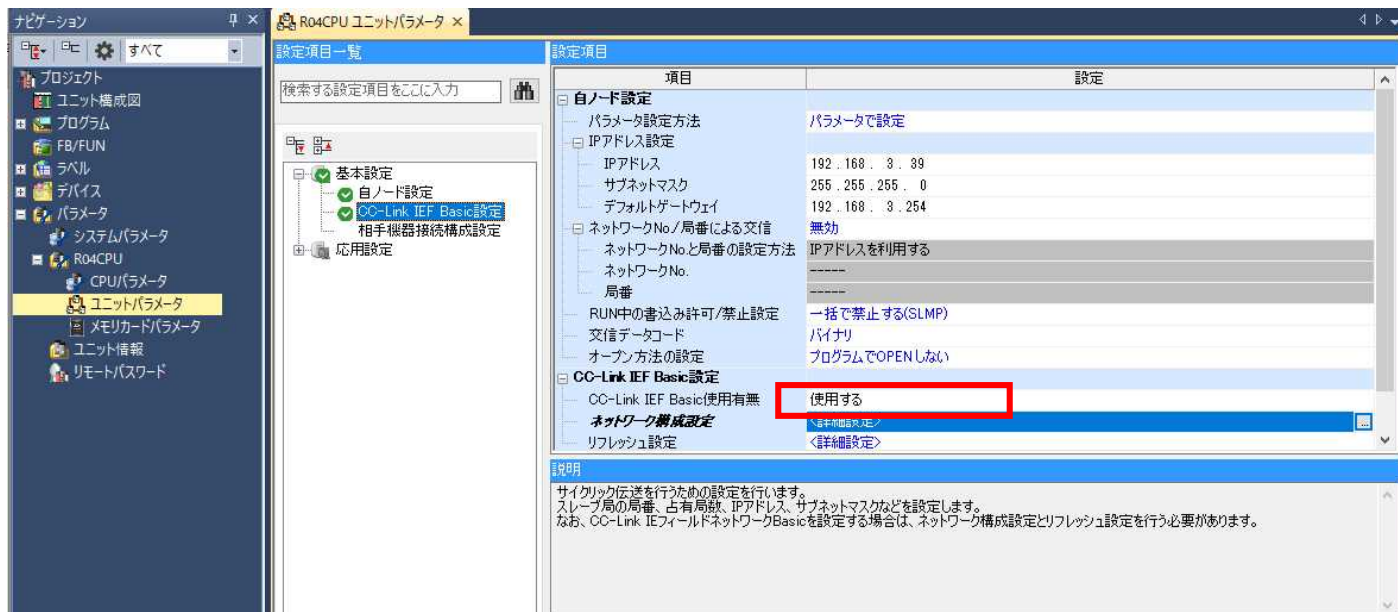 ナビゲーション
すべて
プロジェクト
ユニット構成図
プログラム
FB/FUN
ラベル
デバイス
パラメータ
システムパラメータ
R04CPU
CPUパラメータ
ユニットパラメータ
メモリカードパラメータ
ユニット情報
リモートパスワード
R04CPU ユニットパラメータ
設定項目一覧
検索する設定項目をここに入力
基本設定
自ノード設定
CC-Link IEF Basic設定
相手機器接続構成設定
応用設定
設定項目
項目 設定
自ノード設定
パラメータ設定方法 パラメータで設定
IPアドレス設定
IPアドレス 192 . 168 . 3 . 39
サブネットマスク 255 . 255 . 255 . 0
デフォルトゲートウェイ 192 . 168 . 3 . 254
ネットワークNo/局番による交信 無効
ネットワークNo.と局番の設定方法 IPアドレスを利用する
ネットワークNo. -----
局番 -----
RUN中の書込み許可/禁止設定 一括で禁止する(SLMP)
交信データコード バイナリ
オープン方法の設定 プログラムでOPENしない
CC-Link IEF Basic設定
CC-Link IEF Basic使用有無 使用する
ネットワーク構成設定 <詳細設定> ...
リフレッシュ設定 <詳細設定>
説明
サイクリック伝送を行うための設定を行います。
スレーブ局の局番、占有局数、IPアドレス、サブネットマスクなどを設定します。
なお、CC-Link IEフィールドネットワークBasicを設定する場合は、ネットワーク構成設定とリフレッシュ設定を行う必要があります。